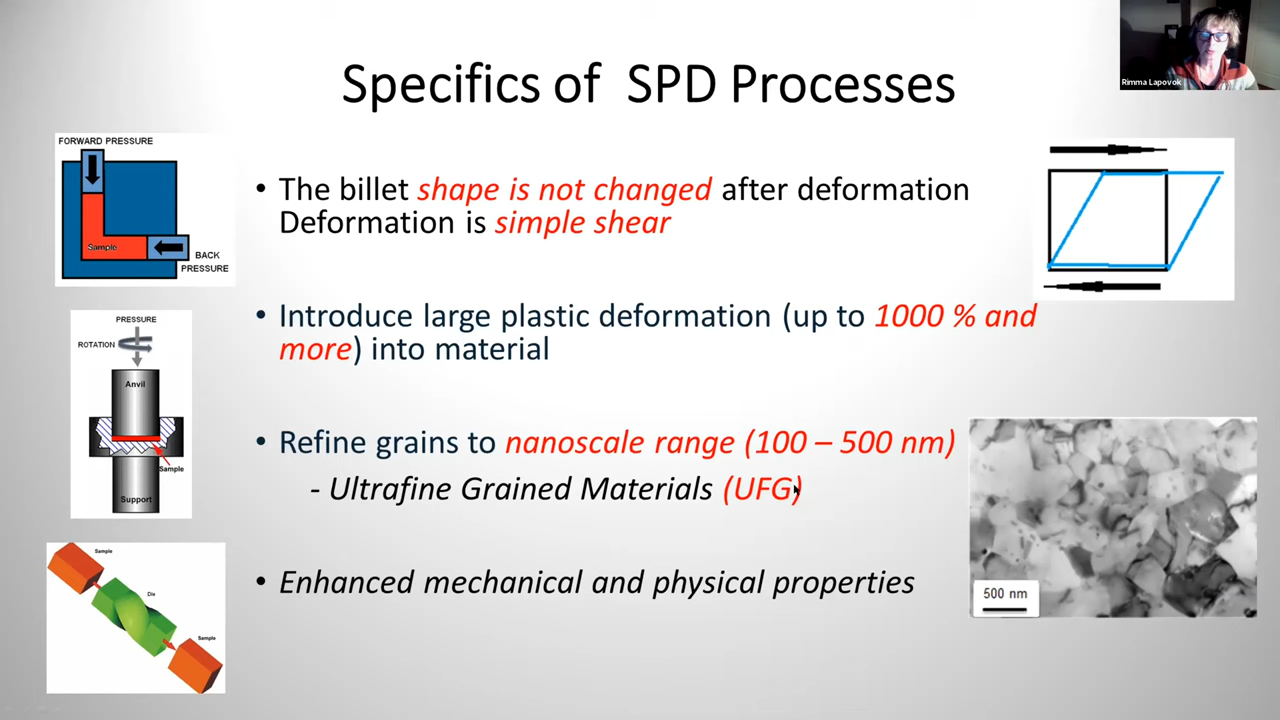 Specifics of SPD Processes
Rimma Lapovok
FORWARD PRESSURE
Sample
BACK
PRESSURE
• The billet shape is not changed after deformation
Deformation is simple shear
• Introduce large plastic deformation (up to 1000 % and
more) into material
PRESSURE
ROTATION
Anvil
Sample
Support
• Refine grains to nanoscale range (100 – 500 nm)
- Ultrafine Grained Materials (UFG)
500 nm
Sample
Die
Sample
• Enhanced mechanical and physical properties